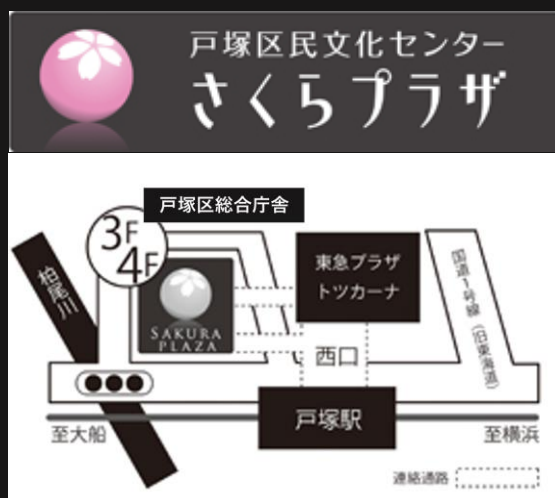 戸塚区民文化センター
さくらプラザ
戸塚区総合庁舎
3F
4F
柏尾川
SAKURA
PLAZA
東急プラザ
トツカーナ
国道1号線(旧東海道)
西口
戸塚駅
至大船
至横浜
連絡通路